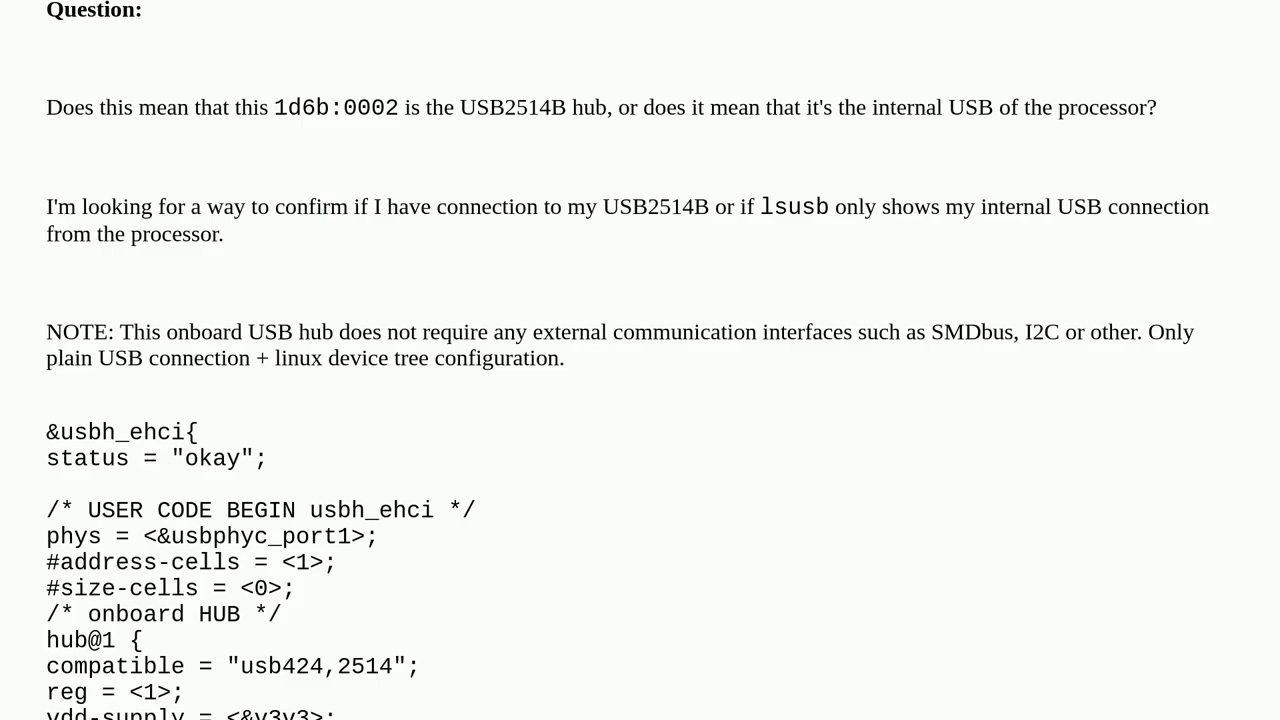 Question:
Does this mean that this 1d6b:0002 is the USB2514B hub, or does it mean that it's the internal USB of the processor?
I'm looking for a way to confirm if I have connection to my USB2514B or if lsusb only shows my internal USB connection
from the processor.
NOTE: This onboard USB hub does not require any external communication interfaces such as SMDbus, I2C or other. Only
plain USB connection + linux device tree configuration.
&usbh_ehci{
status = "okay";
/* USER CODE BEGIN usbh_ehci */
phys = <&usbphyc_port1>;
#address-cells = <1>;
#size-cells = <0>;
/* onboard HUB */
hub@1 {
compatible = "usb424,2514";
reg = <1>;
vdd-supply = <&v3v3>;